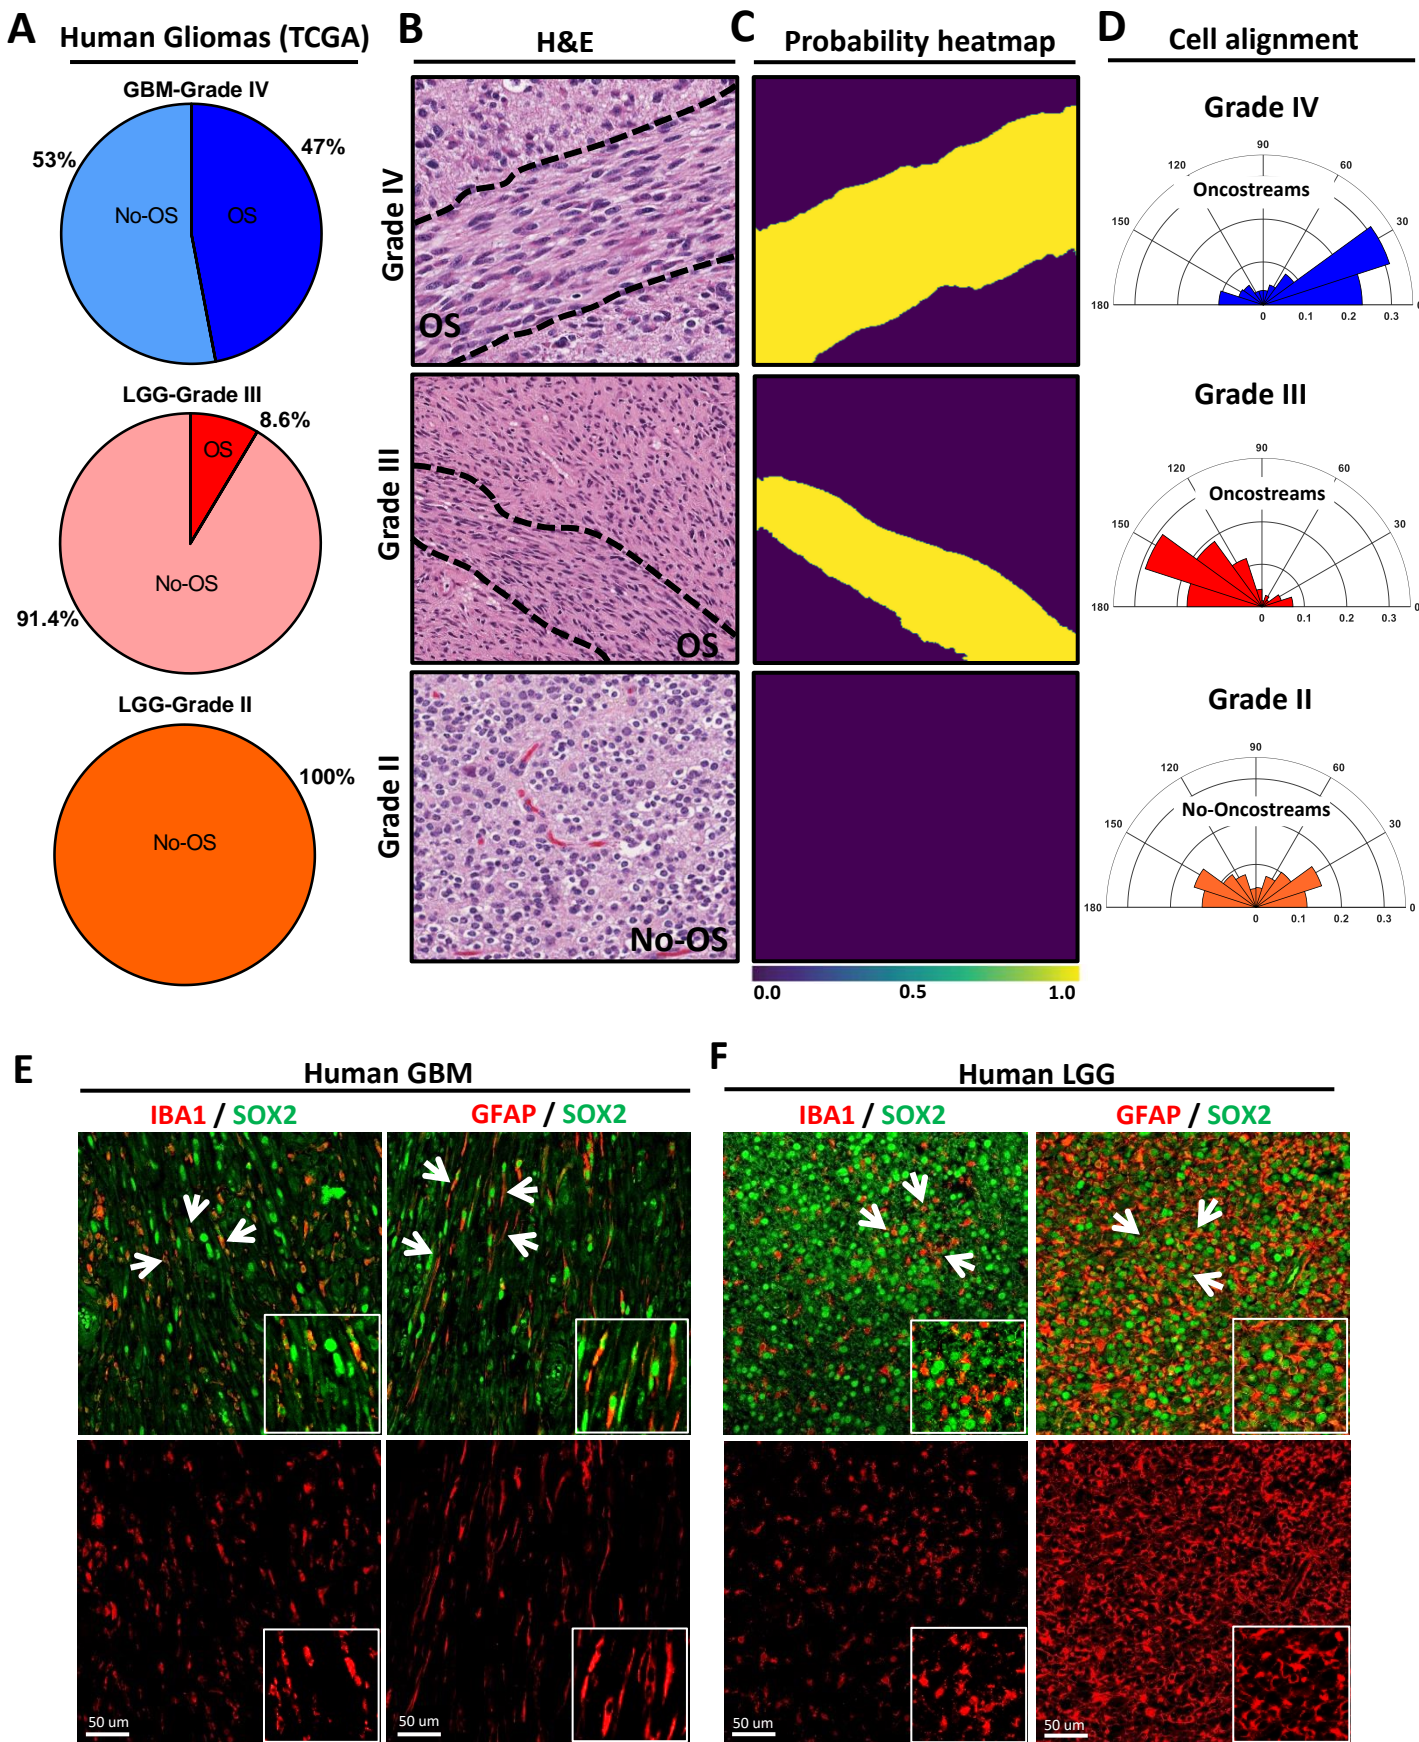 A Human Gliomas (TCGA)
GBM-Grade IV
53%
47%
No-OS
OS
LGG-Grade III
8.6%
OS
No-OS
91.4%
LGG-Grade II
100%
No-OS
B H&E
Grade IV
OS
Grade III
OS
Grade II
No-OS
C Probability heatmap
0.0 0.5 1.0
D Cell alignment
Grade IV
90
120 60
Oncostreams
150 30
180 0
0 0.1 0.2 0.3
Grade III
90
120 60
Oncostreams
150 30
180 0
0 0.1 0.2 0.3
Grade II
90
120 60
No-Oncostreams
150 30
180 0
0 0.1 0.2 0.3
E Human GBM
IBA1 / SOX2 GFAP / SOX2
50 um 50 um
F Human LGG
IBA1 / SOX2 GFAP / SOX2
50 um 50 um